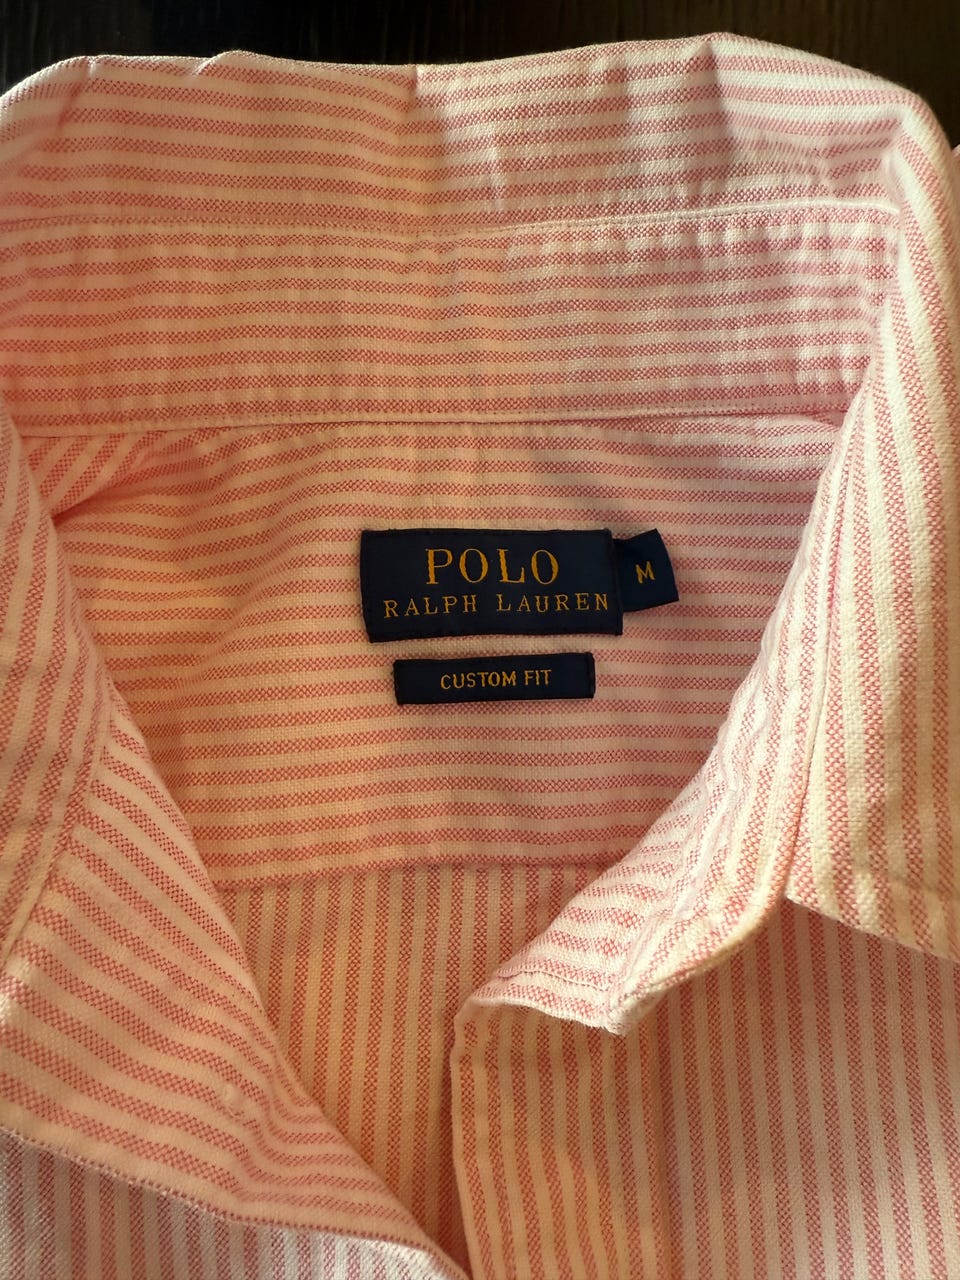 POLO
RALPH LAUREN
M
CUSTOM FIT